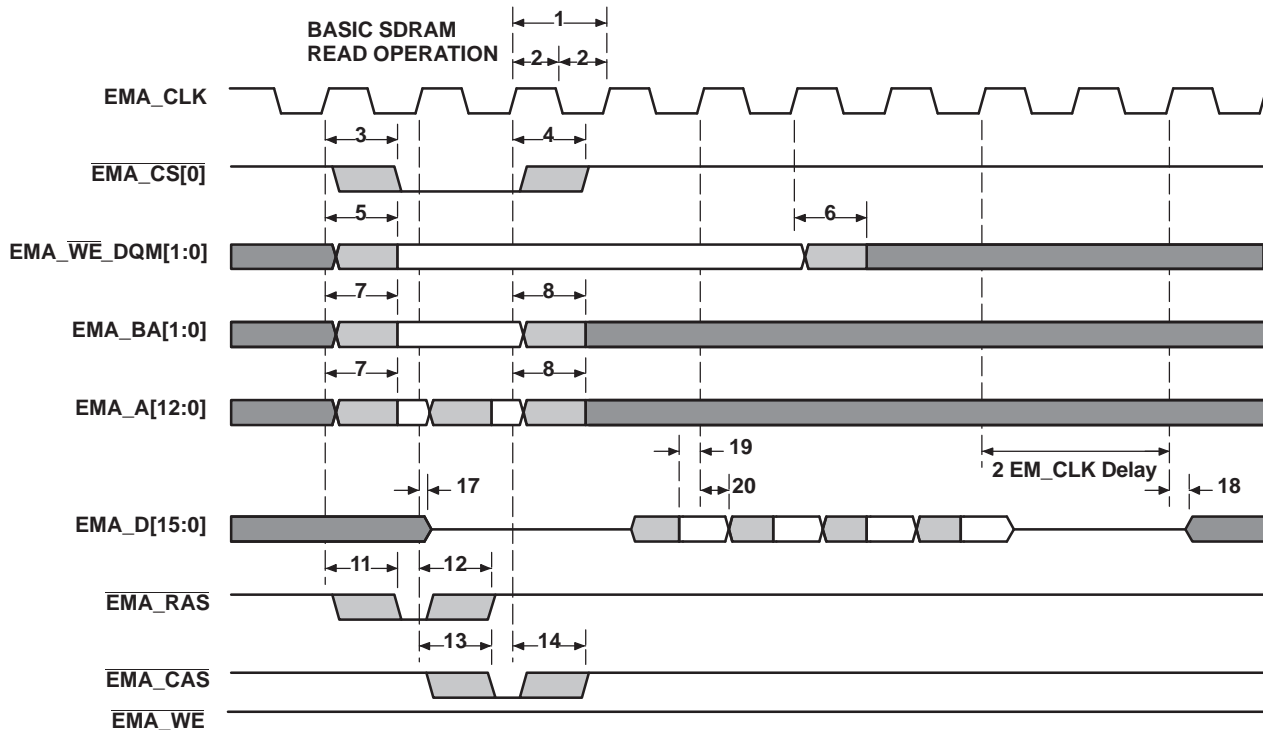 BASIC SDRAM
READ OPERATION
1
2 2
EMA_CLK
3 4
EMA_CS[0]
5 6
EMA_WE_DQM[1:0]
7 8
EMA_BA[1:0]
7 8
EMA_A[12:0]
19
2 EM_CLK Delay
17 20 18
EMA_D[15:0]
11 12
EMA_RAS
13 14
EMA_CAS
EMA_WE